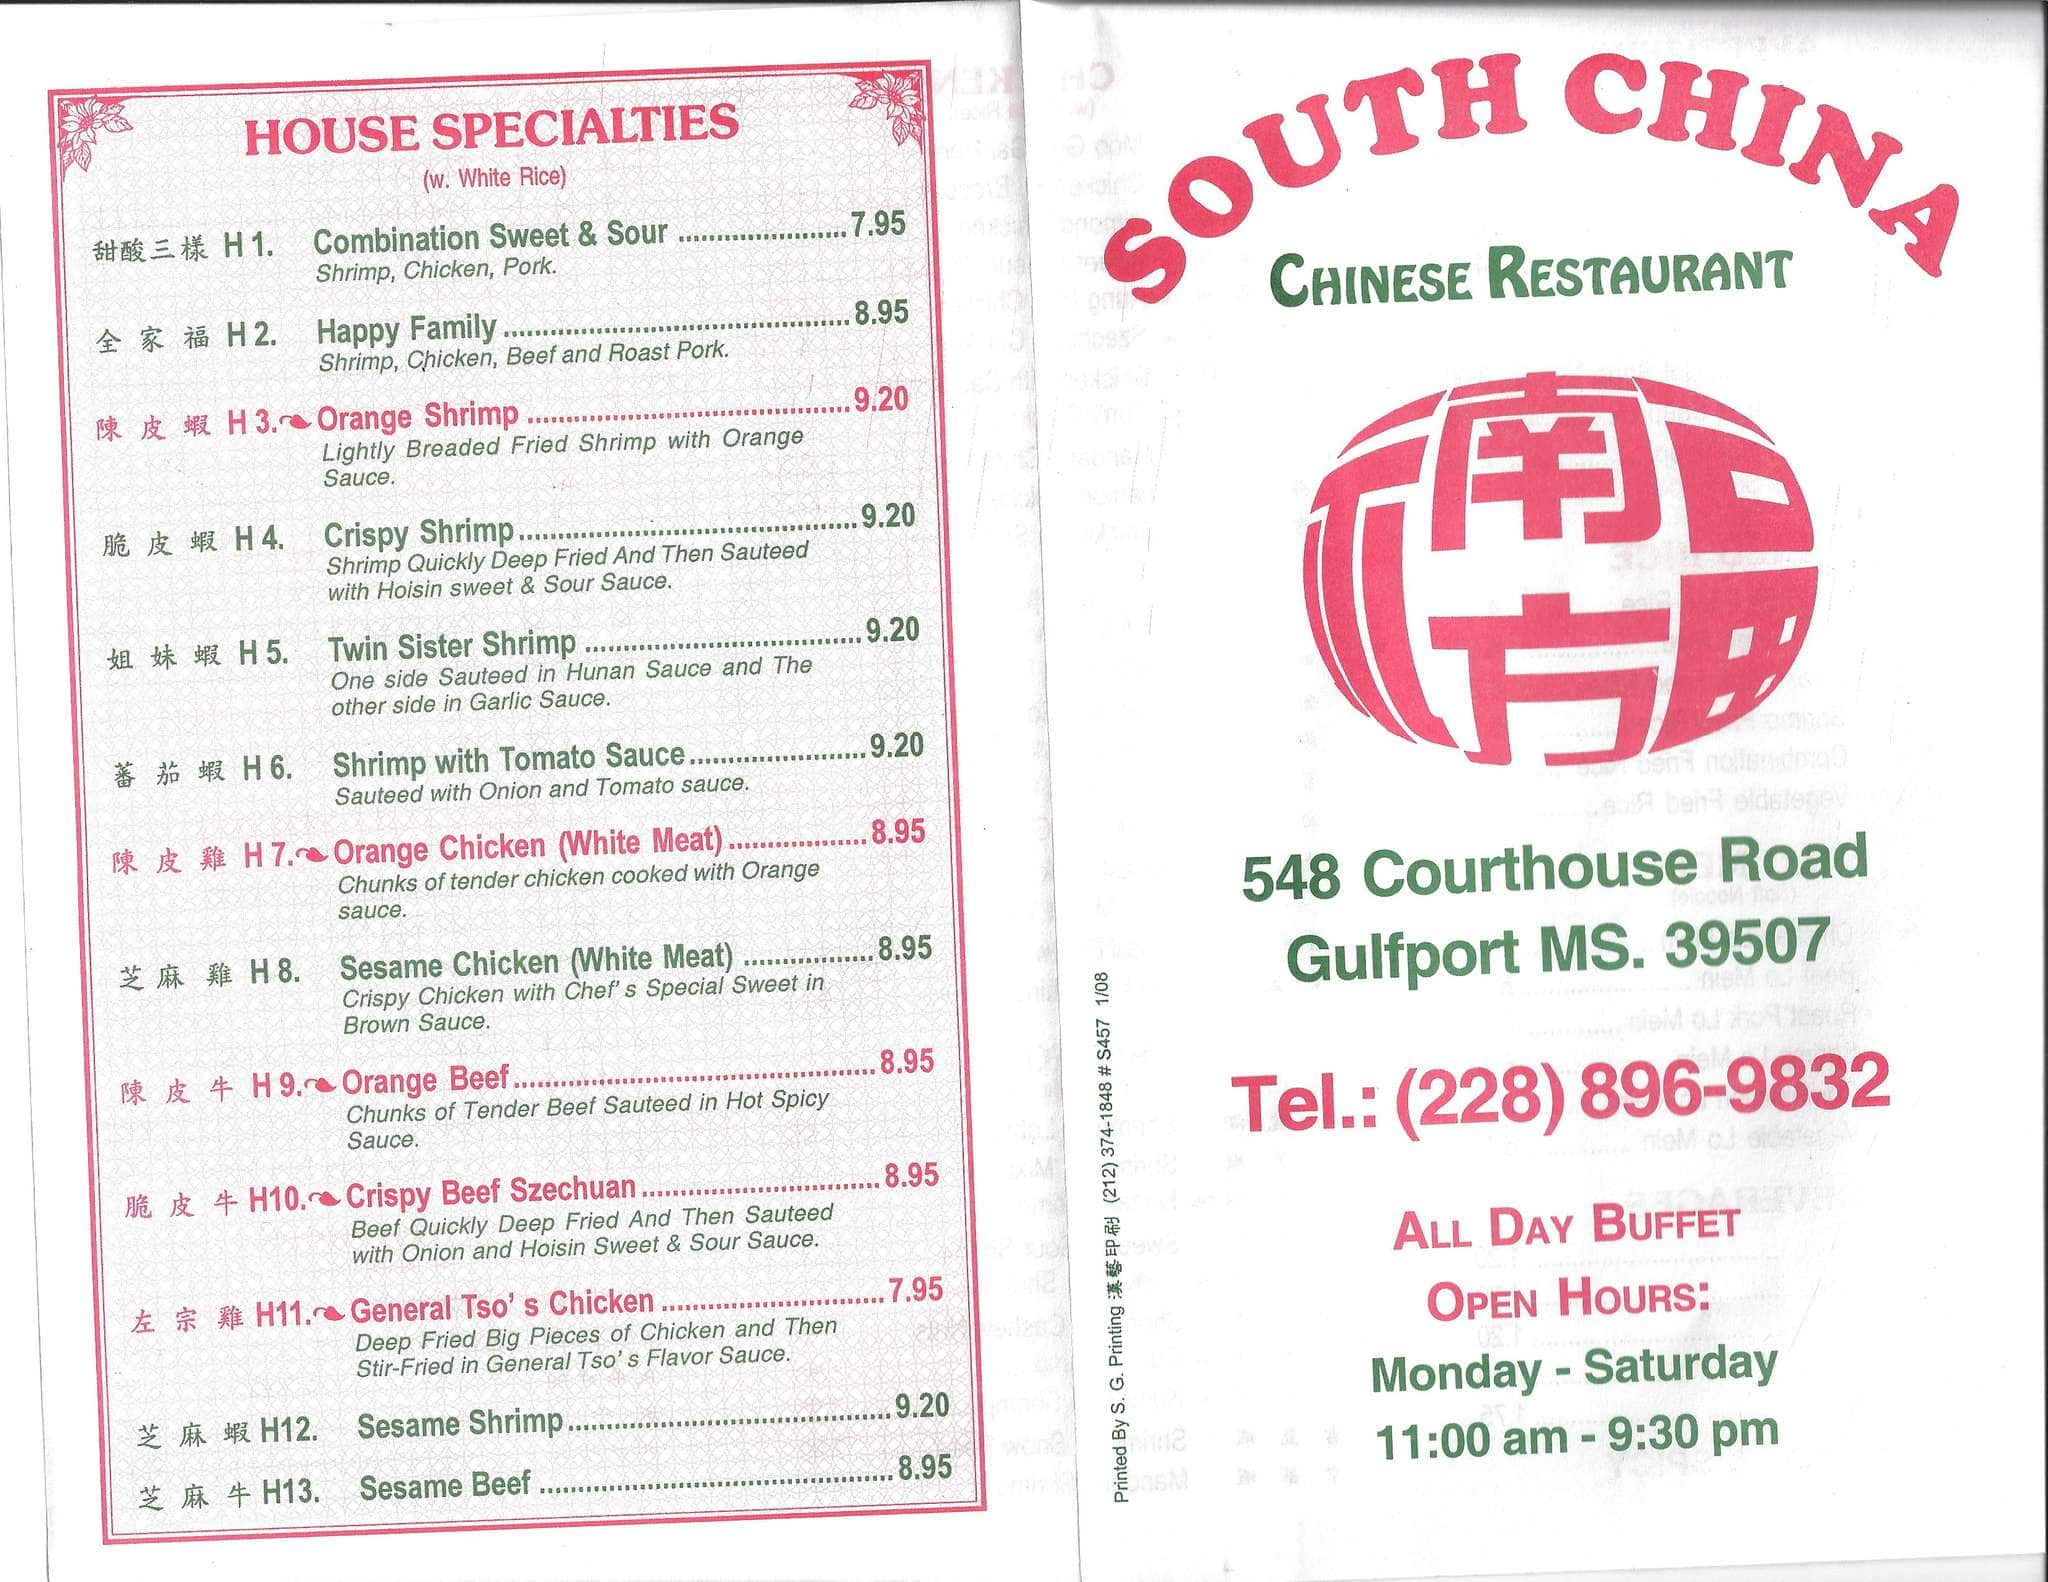 HOUSE SPECIALTIES
(w. White Rice)
甜酸三樣 H 1. Combination Sweet & Sour ........................ 7.95
Shrimp, Chicken, Pork.
全家福 H 2. Happy Family ........................ 8.95
Shrimp, Chicken, Beef and Roast Pork.
陳皮蝦 H 3. Orange Shrimp ........................ 9.20
Lightly Breaded Fried Shrimp with Orange
Sauce.
脆皮蝦 H 4. Crispy Shrimp ........................ 9.20
Shrimp Quickly Deep Fried And Then Sauteed
with Hoisin sweet & Sour Sauce.
姐妹蝦 H 5. Twin Sister Shrimp ........................ 9.20
One side Sauteed in Hunan Sauce and The
other side in Garlic Sauce.
蕃茄蝦 H 6. Shrimp with Tomato Sauce ........................ 9.20
Sauteed with Onion and Tomato sauce.
陳皮雞 H 7. Orange Chicken (White Meat) ........................ 8.95
Chunks of tender chicken cooked with Orange
sauce.
芝麻雞 H 8. Sesame Chicken (White Meat) ........................ 8.95
Crispy Chicken with Chef's Special Sweet in
Brown Sauce.
陳皮牛 H 9. Orange Beef ........................ 8.95
Chunks of Tender Beef Sauteed in Hot Spicy
Sauce.
脆皮牛 H10. Crispy Beef Szechuan ........................ 8.95
Beef Quickly Deep Fried And Then Sauteed
with Onion and Hoisin Sweet & Sour Sauce.
左宗雞 H11. General Tso's Chicken ........................ 7.95
Deep Fried Big Pieces of Chicken and Then
Stir-Fried in General Tso's Flavor Sauce.
芝麻蝦 H12. Sesame Shrimp ........................ 9.20
芝麻牛 H13. Sesame Beef ........................ 8.95
Printed By S. G. Printing 漢藝印刷 (212) 374-1848 # S457 1/08
SOUTH CHINA
CHINESE RESTAURANT
南
方
548 Courthouse Road
Gulfport MS. 39507
Tel.: (228) 896-9832
ALL DAY BUFFET
OPEN HOURS:
Monday - Saturday
11:00 am - 9:30 pm